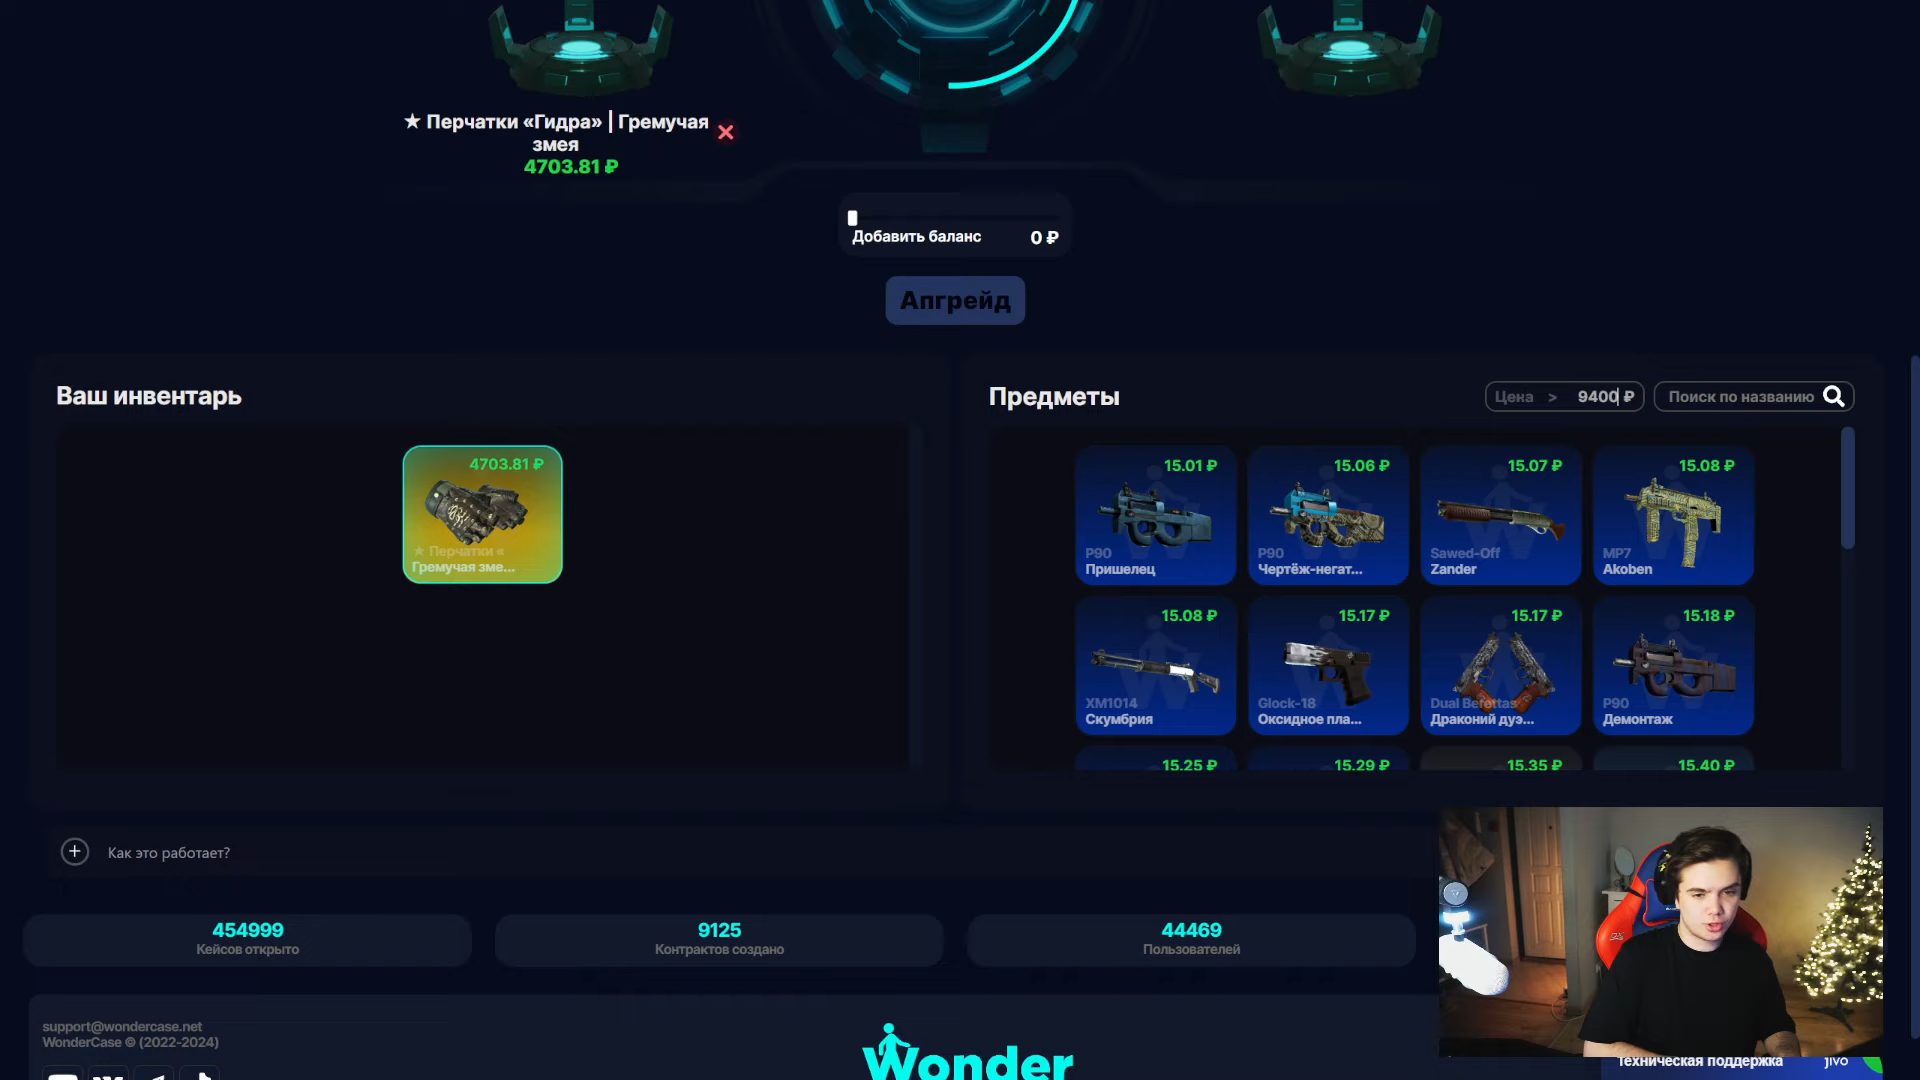 ★ Перчатки «Гидра» | Гремучая
змея
4703.81 ₽
Добавить баланс 0 ₽
Апгрейд
Ваш инвентарь
4703.81 ₽
★ Перчатки «
Гремучая зме...
Предметы
Цена > 9400 ₽
Поиск по названию
15.01 ₽
P90
Пришелец
15.06 ₽
P90
Чертёж-негат...
15.07 ₽
Sawed-Off
Zander
15.08 ₽
MP7
Akoben
15.08 ₽
XM1014
Скумбрия
15.17 ₽
Glock-18
Оксидное пла...
15.17 ₽
Dual Berettas
Драконий дуэ...
15.18 ₽
P90
Демонтаж
15.25 ₽
15.29 ₽
15.35 ₽
15.40 ₽
Как это работает?
454999
Кейсов открыто
9125
Контрактов создано
44469
Пользователей
support@wondercase.net
WonderCase © (2022-2024)
Wonder
Техническая поддержка jivo